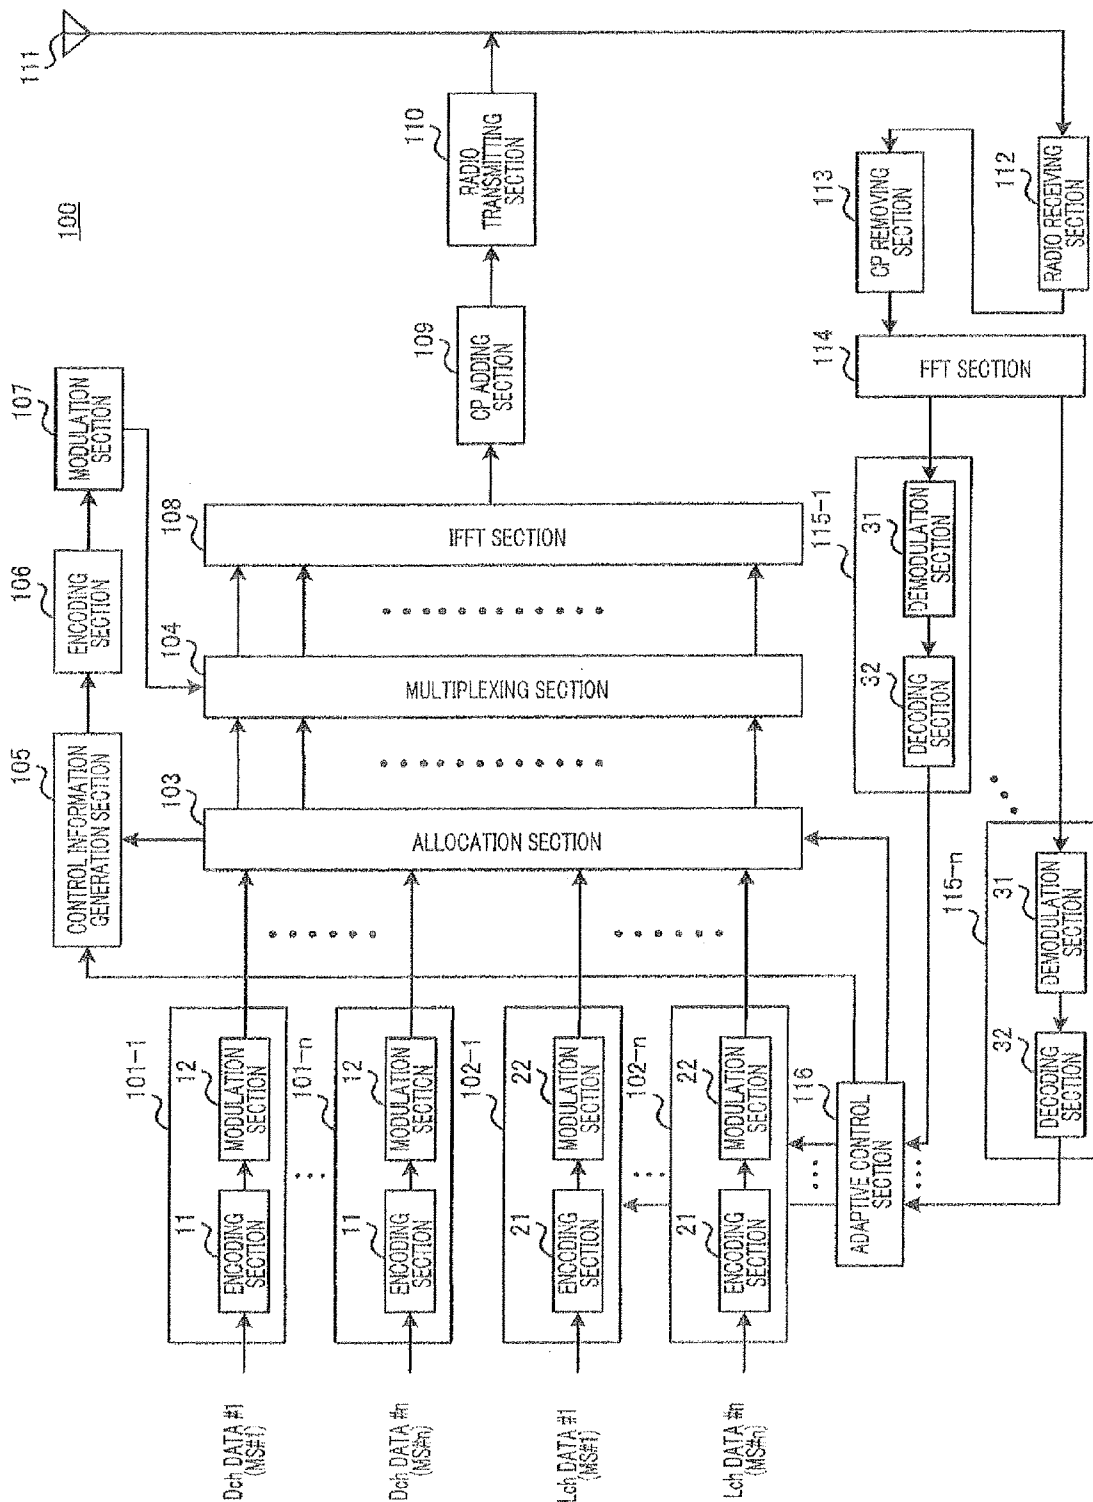 100
111
110
RADIO
TRANSMITTING
SECTION
109
CP ADDING
SECTION
107
MODULATION
SECTION
106
ENCODING
SECTION
105
CONTROL INFORMATION
GENERATION SECTION
108
IFFT SECTION
104
MULTIPLEXING SECTION
103
ALLOCATION SECTION
113
CP REMOVING
SECTION
112
RADIO RECEIVING
SECTION
114
FFT SECTION
115-1
31
DEMODULATION
SECTION
32
DECODING
SECTION
115-n
31
DEMODULATION
SECTION
32
DECODING
SECTION
116
ADAPTIVE CONTROL
SECTION
101-1
11
ENCODING
SECTION
12
MODULATION
SECTION
101-n
11
ENCODING
SECTION
12
MODULATION
SECTION
102-1
21
ENCODING
SECTION
22
MODULATION
SECTION
102-n
21
ENCODING
SECTION
22
MODULATION
SECTION
Dch DATA #1
(MS#1)
Dch DATA #n
(MS#n)
Lch DATA #1
(MS#1)
Lch DATA #n
(MS#n)